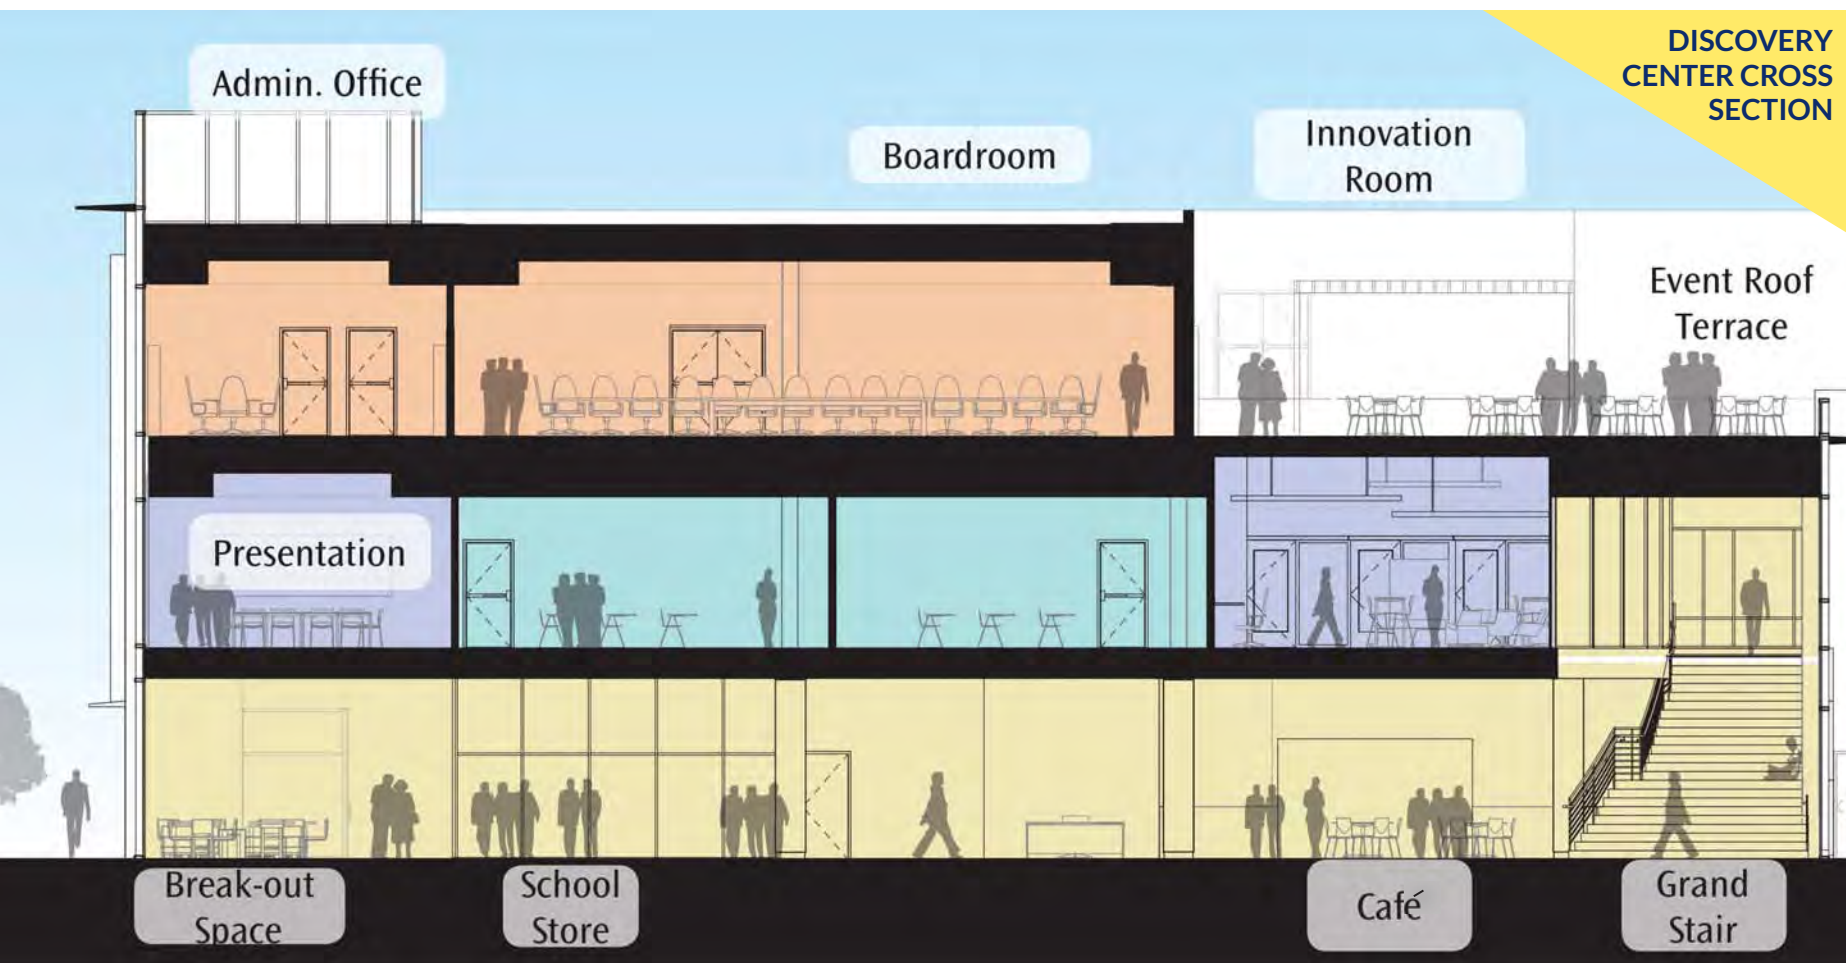 DISCOVERY
CENTER CROSS
SECTION
Admin. Office
Boardroom
Innovation
Room
Event Roof
Terrace
Presentation
Break-out
Space
School
Store
Café
Grand
Stair